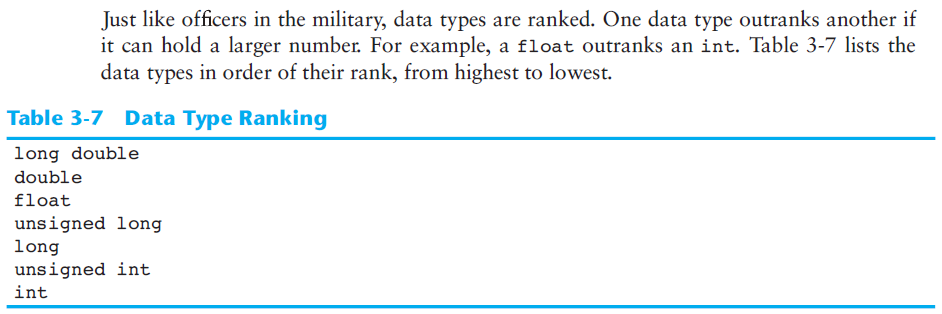 Just like officers in the military, data types are ranked. One data type outranks another if
it can hold a larger number. For example, a float outranks an int. Table 3-7 lists the
data types in order of their rank, from highest to lowest.
Table 3-7 Data Type Ranking
long double
double
float
unsigned long
long
unsigned int
int